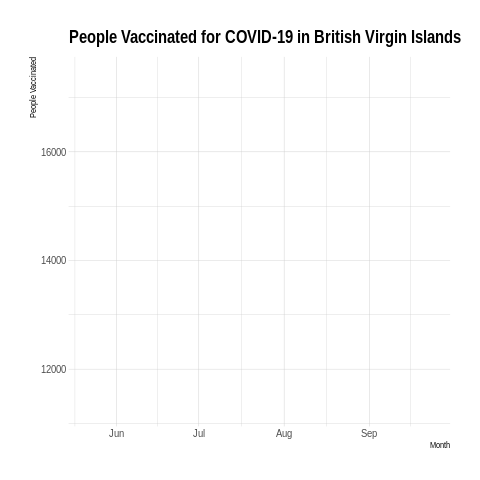 People Vaccinated for COVID-19 in British Virgin Islands
People Vaccinated
16000
14000
12000
Jun Jul Aug Sep
Month